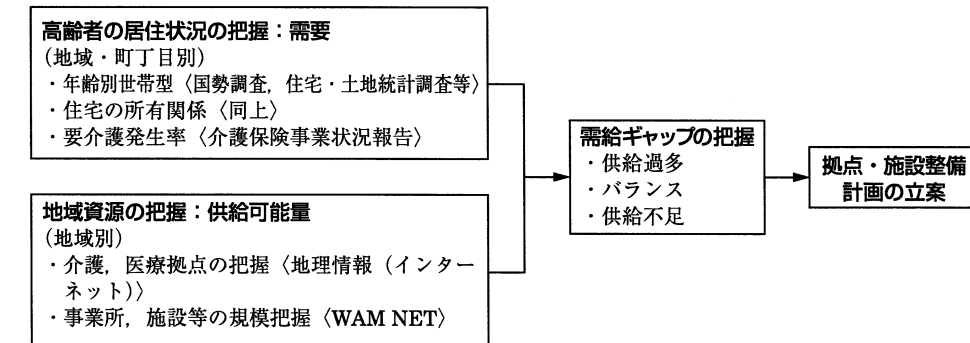 高齢者の居住状況の把握：需要
（地域・町丁目別）
・年齢別世帯型〈国勢調査，住宅・土地統計調査等〉
・住宅の所有関係〈同上〉
・要介護発生率〈介護保険事業状況報告〉
地域資源の把握：供給可能量
（地域別）
・介護，医療拠点の把握〈地理情報（インター
ネット）〉
・事業所，施設等の規模把握〈WAM NET〉
需給ギャップの把握
・供給過多
・バランス
・供給不足
拠点・施設整備
計画の立案